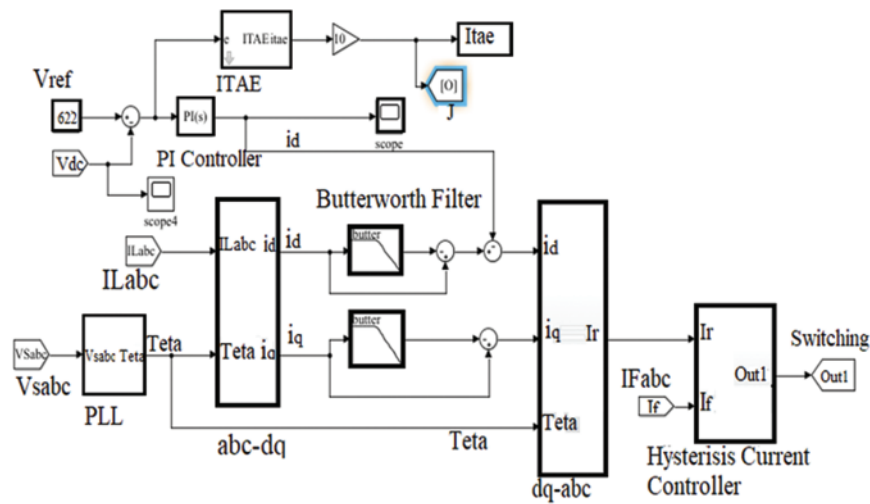 e ITAEitae
10
Itae
ITAE
[O]
J
Vref
622
PI(s)
scope
PI Controller
id
Vdc
scope4
Butterworth Filter
ILabc
ILabc
ILabc id
id
butter
id
VSabc
Vsabc
Vsabc Teta
Teta
PLL
Teta iq
iq
butter
iq Ir
Teta
Teta
abc-dq
dq-abc
IFabc
If
Ir
If
Out1
Switching
Out1
Hysterisis Current
Controller